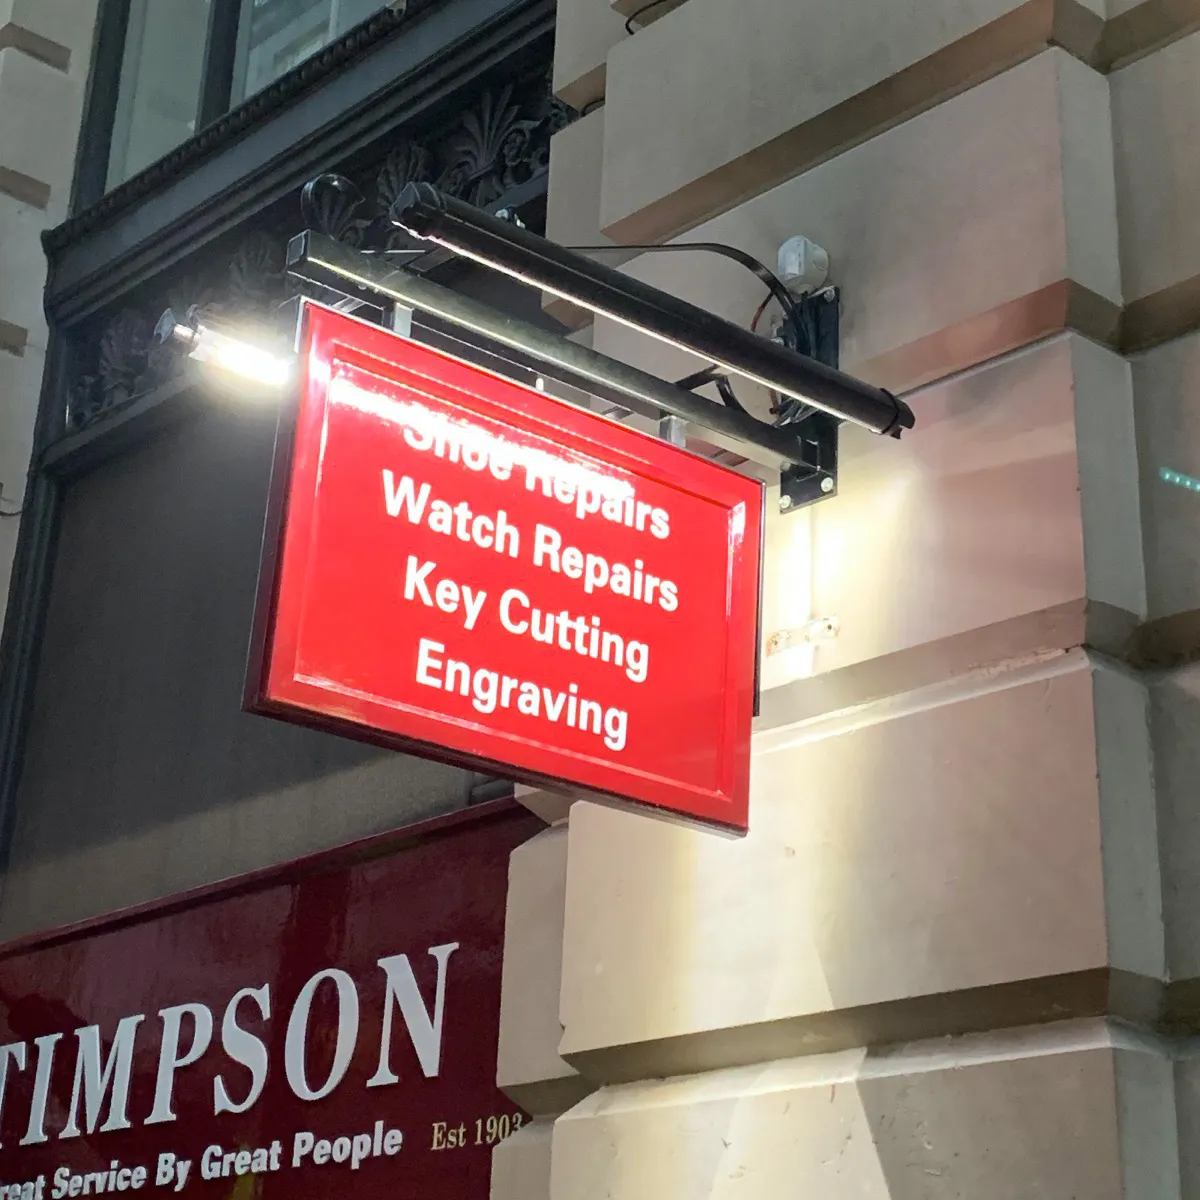 Shoe Repairs
Watch Repairs
Key Cutting
Engraving
TIMPSON
Service By Great People
Est 1903